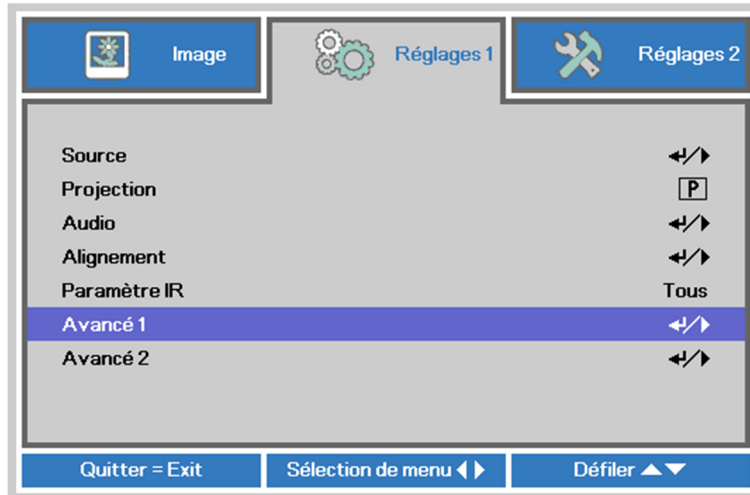 Image
Réglages 1
Réglages 2
Source
Projection P
Audio
Alignement
Paramètre IR Tous
Avancé 1
Avancé 2
Quitter = Exit
Sélection de menu
Défiler